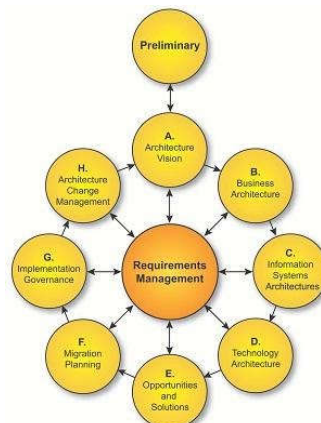 Preliminary
A.
Architecture
Vision
B.
Business
Architecture
C.
Information
Systems
Architectures
D.
Technology
Architecture
E.
Opportunities
and
Solutions
F.
Migration
Planning
G.
Implementation
Governance
H.
Architecture
Change
Management
Requirements
Management